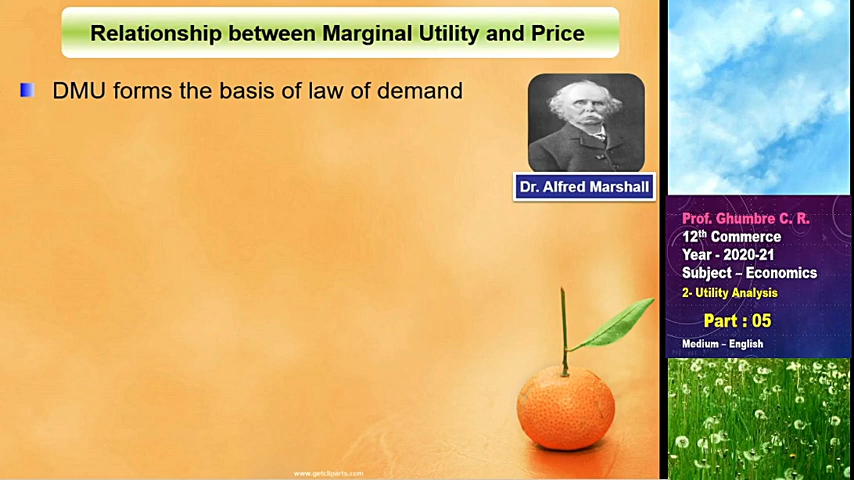 Relationship between Marginal Utility and Price
DMU forms the basis of law of demand
Dr. Alfred Marshall
Prof. Ghumbre C. R.
12th Commerce
Year - 2020-21
Subject – Economics
2- Utility Analysis
Part : 05
Medium – English
www.getcliparts.com